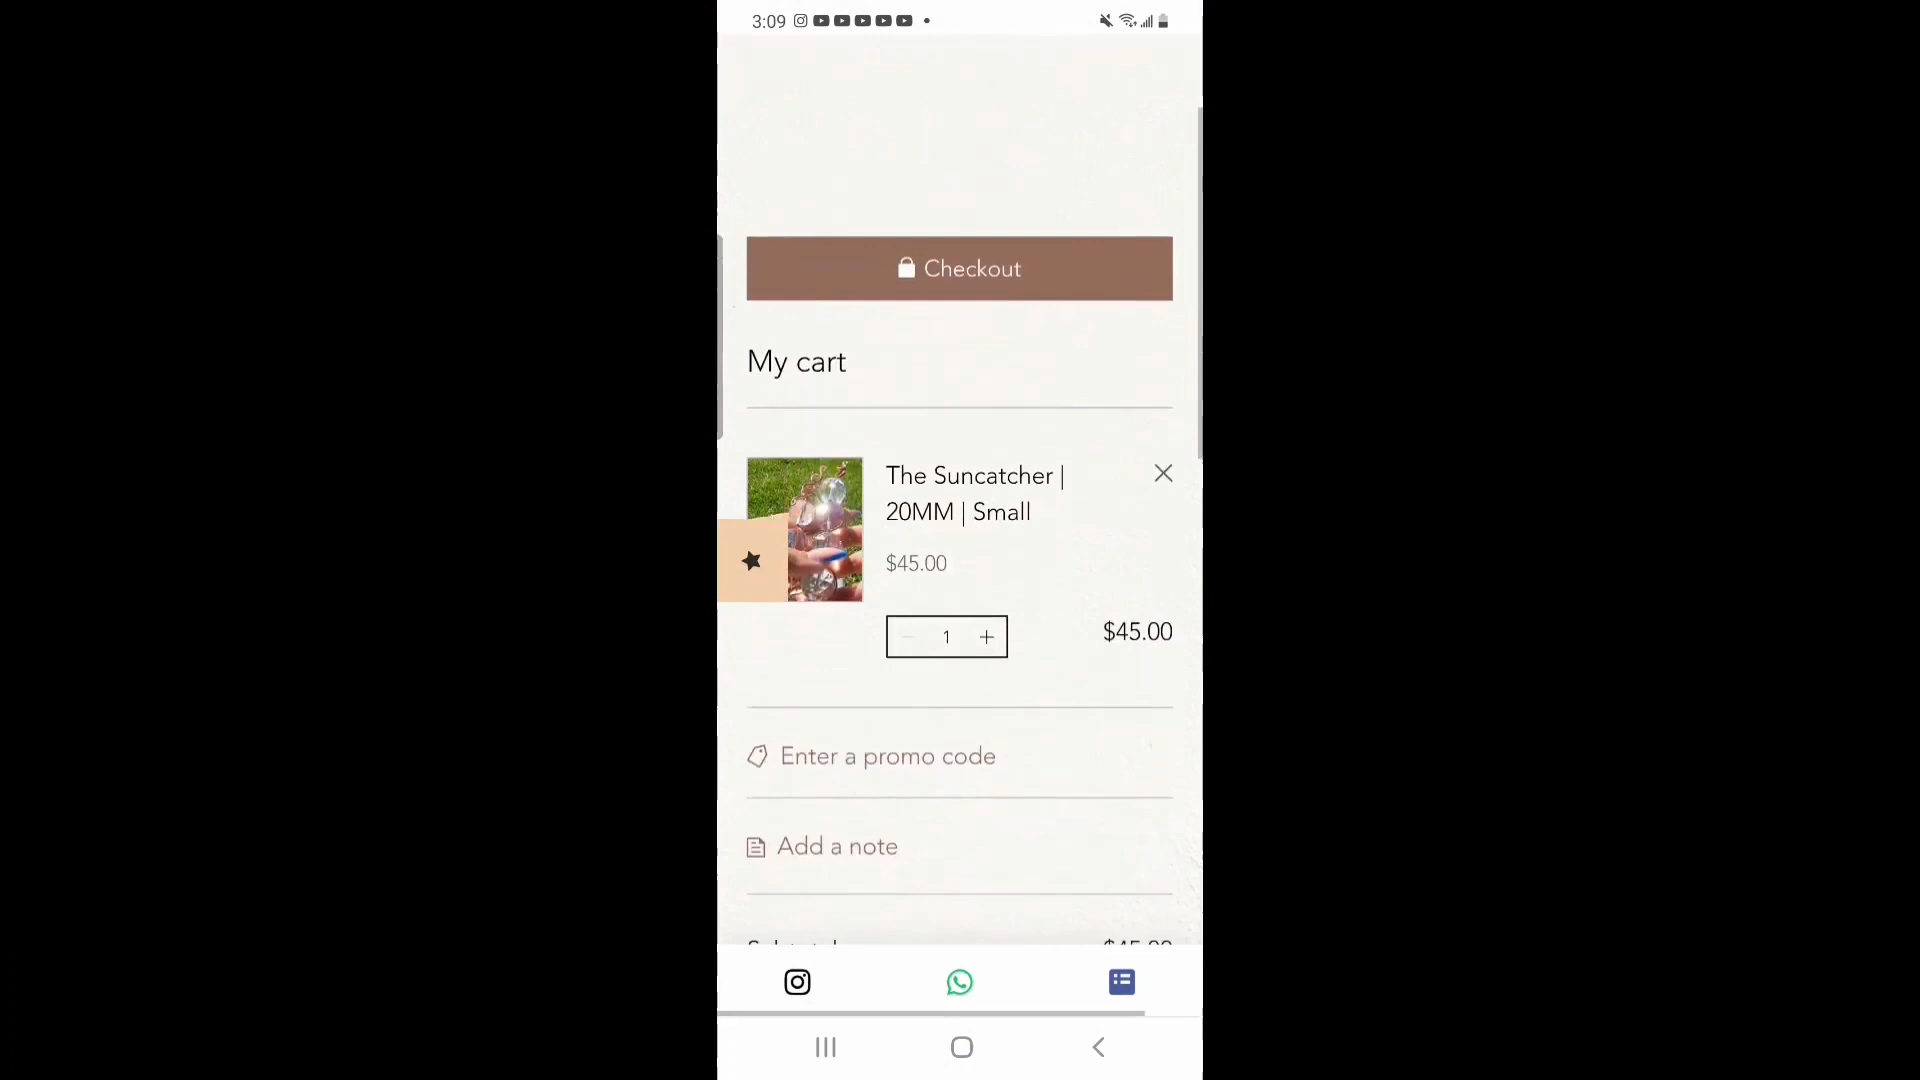 3:09
Checkout
My cart
The Suncatcher |
20MM | Small
$45.00
1
$45.00
Enter a promo code
Add a note